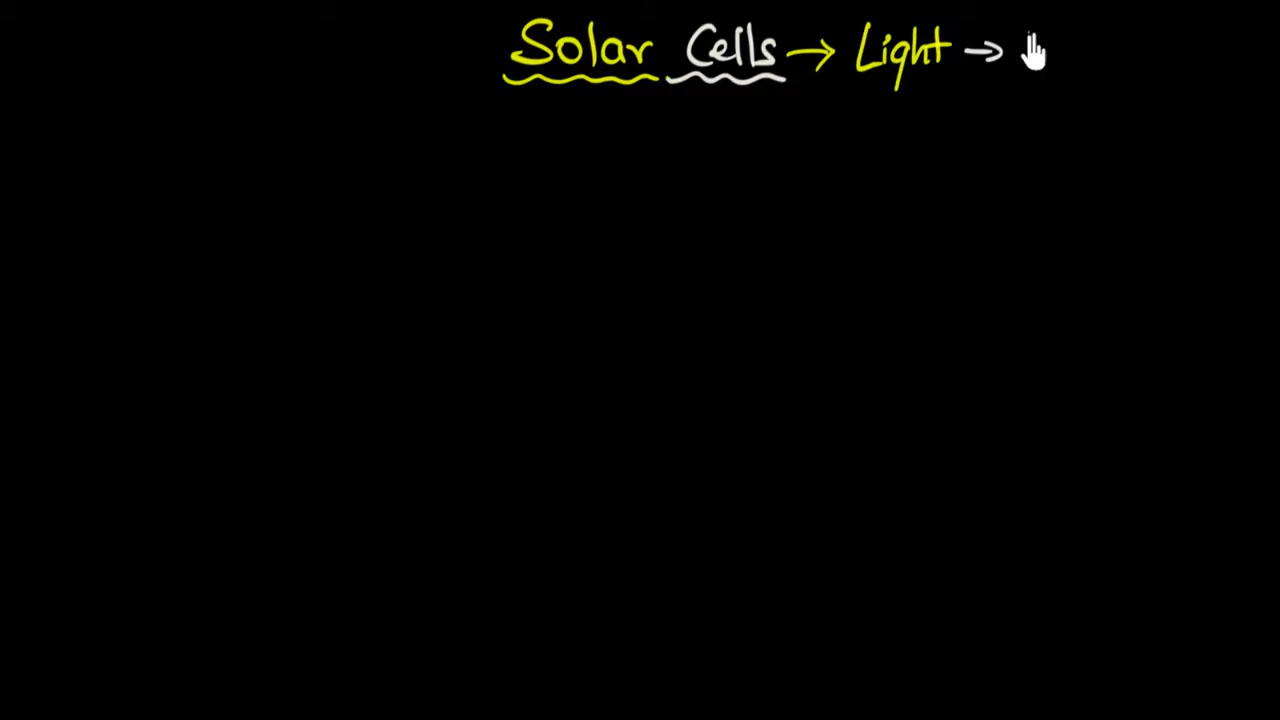 Solar Cells → Light →